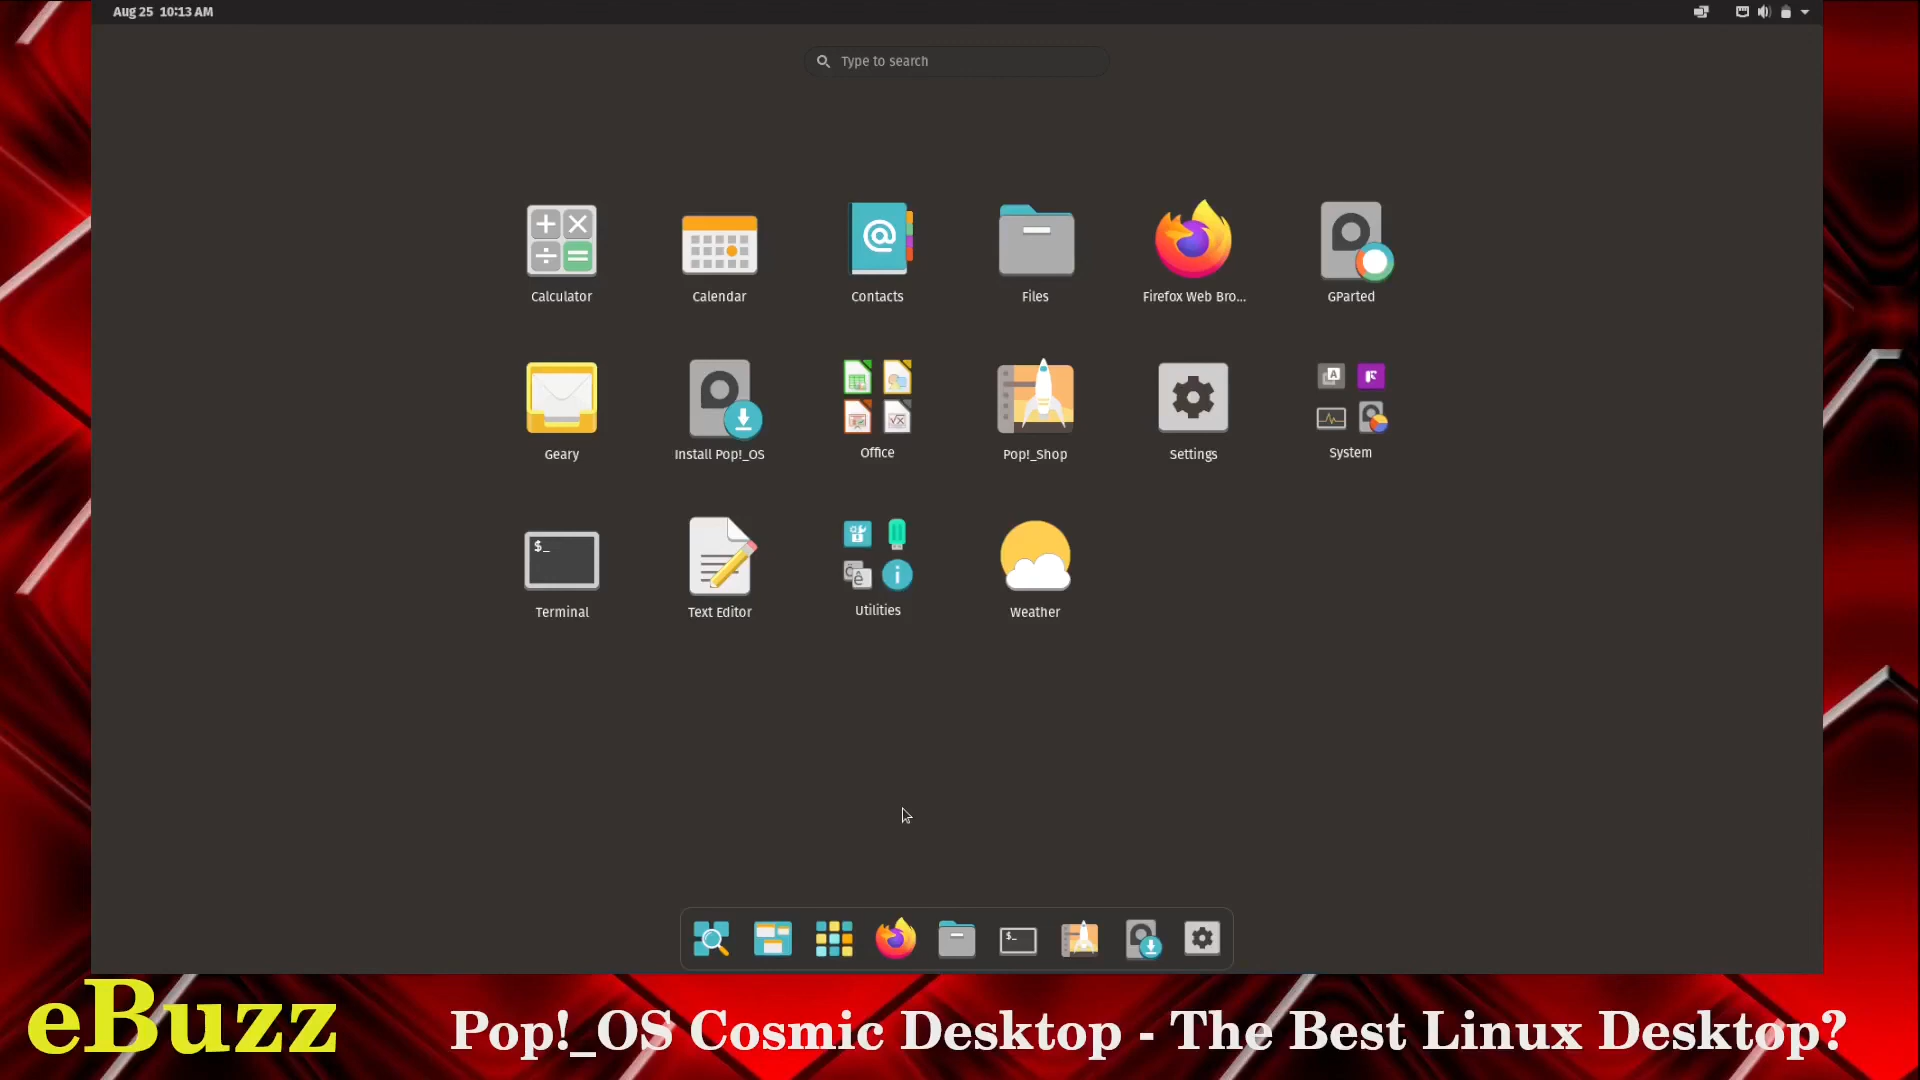 Aug 25 10:13 AM
Type to search
Calculator
Calendar
Contacts
Files
Firefox Web Bro...
GParted
Geary
Install Pop!_OS
Office
Pop!_Shop
Settings
System
$_
Terminal
Text Editor
Utilities
Weather
$_
eBuzz
Pop!_OS Cosmic Desktop - The Best Linux Desktop?